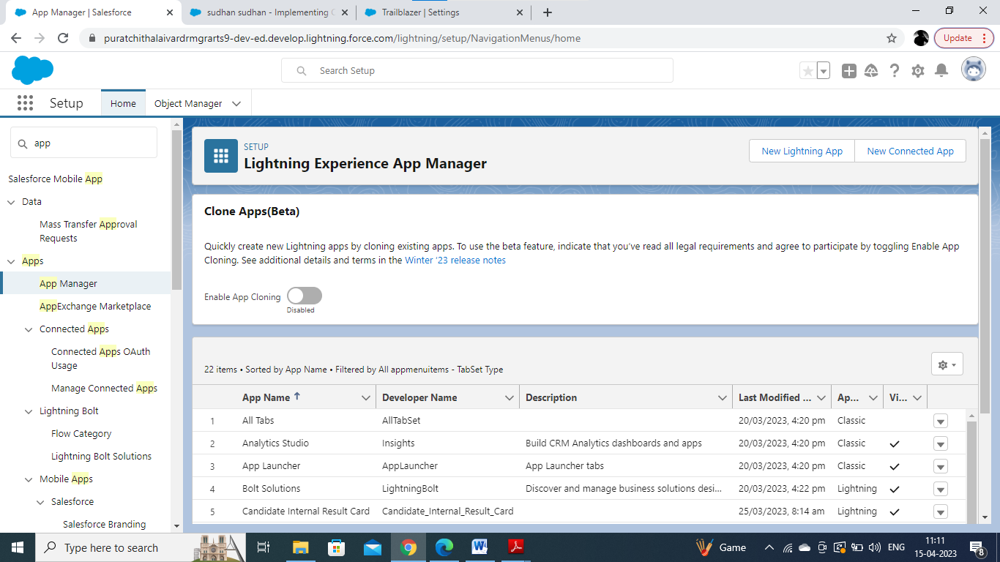 App Manager | Salesforce
sudhan sudhan - Implementing
Trailblazer | Settings
puratchithalaivardrmgrarts9-dev-ed.develop.lightning.force.com/lightning/setup/NavigationMenus/home
Update
Search Setup
Setup
Home
Object Manager
app
Salesforce Mobile App
Data
Mass Transfer Approval
Requests
Apps
App Manager
AppExchange Marketplace
Connected Apps
Connected Apps OAuth
Usage
Manage Connected Apps
Lightning Bolt
Flow Category
Lightning Bolt Solutions
Mobile Apps
Salesforce
Salesforce Branding
SETUP
Lightning Experience App Manager
New Lightning App
New Connected App
Clone Apps(Beta)
Quickly create new Lightning apps by cloning existing apps. To use the beta feature, indicate that you've read all legal requirements and agree to participate by toggling Enable App
Cloning. See additional details and terms in the Winter '23 release notes
Enable App Cloning
Disabled
22 items • Sorted by App Name • Filtered by All appmenuitems - TabSet Type
App Name ↑ Developer Name Description Last Modified ... Ap... Vi...
1 All Tabs AllTabSet 20/03/2023, 4:20 pm Classic
2 Analytics Studio Insights Build CRM Analytics dashboards and apps 20/03/2023, 4:20 pm Classic
3 App Launcher AppLauncher App Launcher tabs 20/03/2023, 4:20 pm Classic
4 Bolt Solutions LightningBolt Discover and manage business solutions desi... 20/03/2023, 4:22 pm Lightning
5 Candidate Internal Result Card Candidate_Internal_Result_Card 25/03/2023, 8:14 am Lightning
Type here to search
Game
ENG
11:11
15-04-2023
8